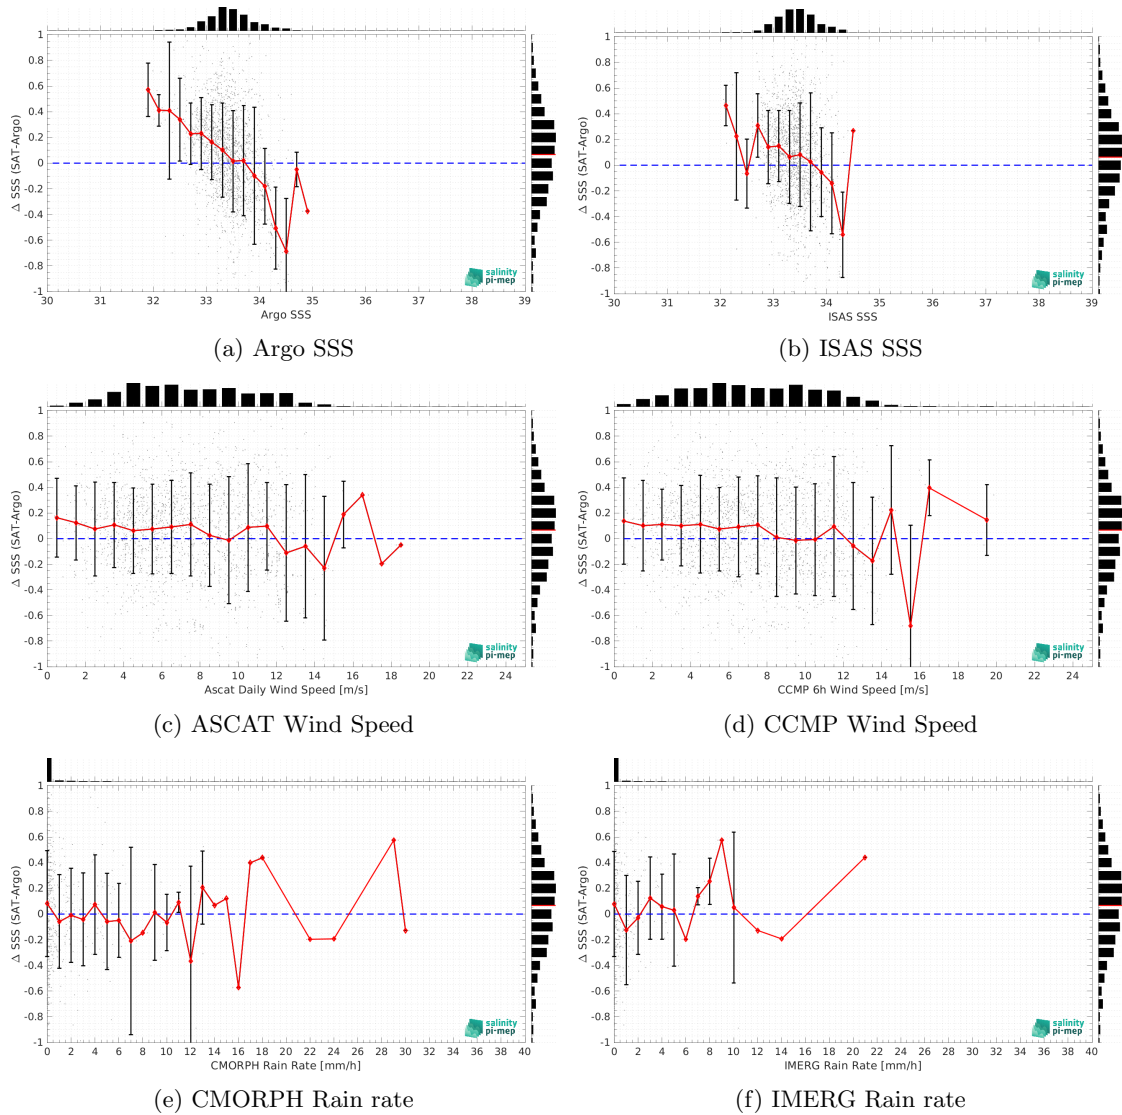 1
0.8
0.6
0.4
0.2
0
-0.2
-0.4
-0.6
-0.8
-1
Δ SSS (SAT-Argo)
30 31 32 33 34 35 36 37 38 39
Argo SSS
salinity
pi-mep
(a) Argo SSS
1
0.8
0.6
0.4
0.2
0
-0.2
-0.4
-0.6
-0.8
-1
Δ SSS (SAT-Argo)
30 31 32 33 34 35 36 37 38 39
ISAS SSS
salinity
pi-mep
(b) ISAS SSS
1
0.8
0.6
0.4
0.2
0
-0.2
-0.4
-0.6
-0.8
-1
Δ SSS (SAT-Argo)
0 2 4 6 8 10 12 14 16 18 20 22 24
Ascat Daily Wind Speed [m/s]
salinity
pi-mep
(c) ASCAT Wind Speed
1
0.8
0.6
0.4
0.2
0
-0.2
-0.4
-0.6
-0.8
-1
Δ SSS (SAT-Argo)
0 2 4 6 8 10 12 14 16 18 20 22 24
CCMP 6h Wind Speed [m/s]
salinity
pi-mep
(d) CCMP Wind Speed
1
0.8
0.6
0.4
0.2
0
-0.2
-0.4
-0.6
-0.8
-1
Δ SSS (SAT-Argo)
0 2 4 6 8 10 12 14 16 18 20 22 24 26 28 30 32 34 36 38 40
CMORPH Rain Rate [mm/h]
salinity
pi-mep
(e) CMORPH Rain rate
1
0.8
0.6
0.4
0.2
0
-0.2
-0.4
-0.6
-0.8
-1
Δ SSS (SAT-Argo)
0 2 4 6 8 10 12 14 16 18 20 22 24 26 28 30 32 34 36 38 40
IMERG Rain Rate [mm/h]
salinity
pi-mep
(f) IMERG Rain rate